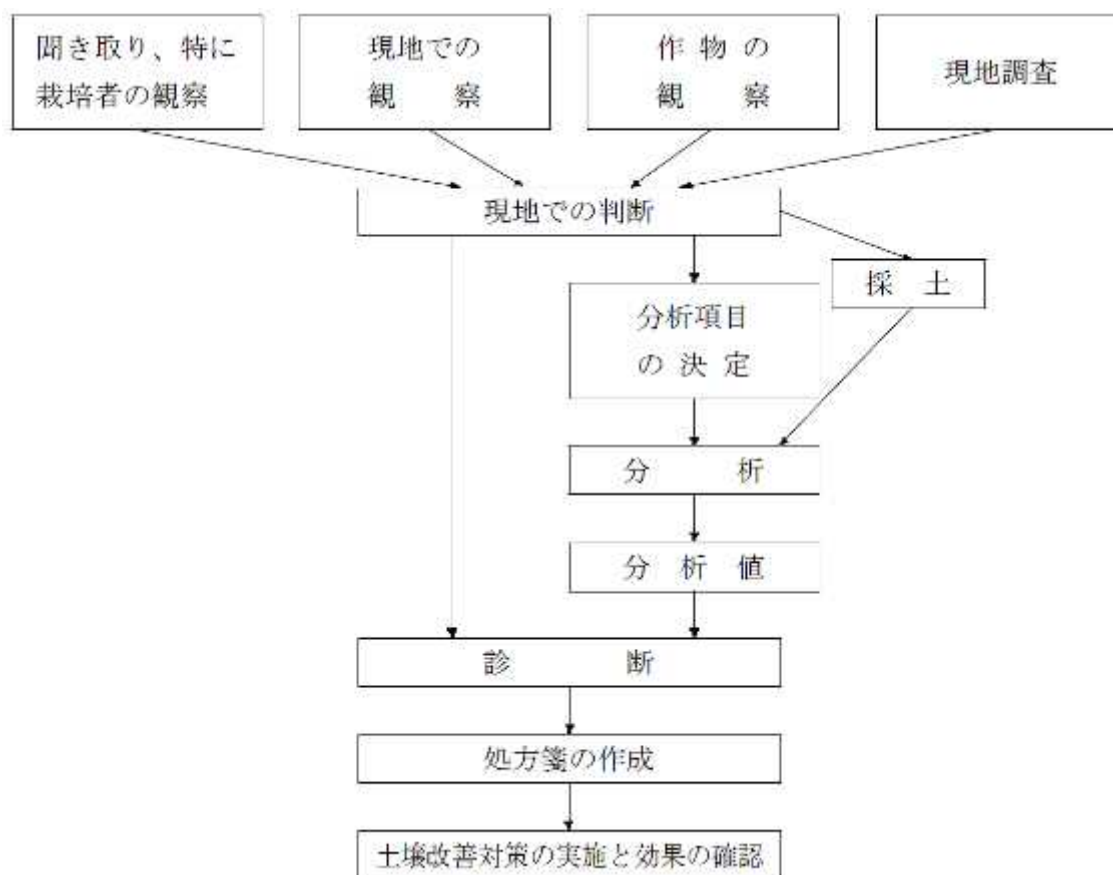 聞き取り、特に
栽培者の観察
現地での
観　　察
作 物 の
観　　察
現地調査
現地での判断
採　土
分析項目
の 決 定
分　　　析
分　析　値
診　　　断
処方箋の作成
土壌改善対策の実施と効果の確認